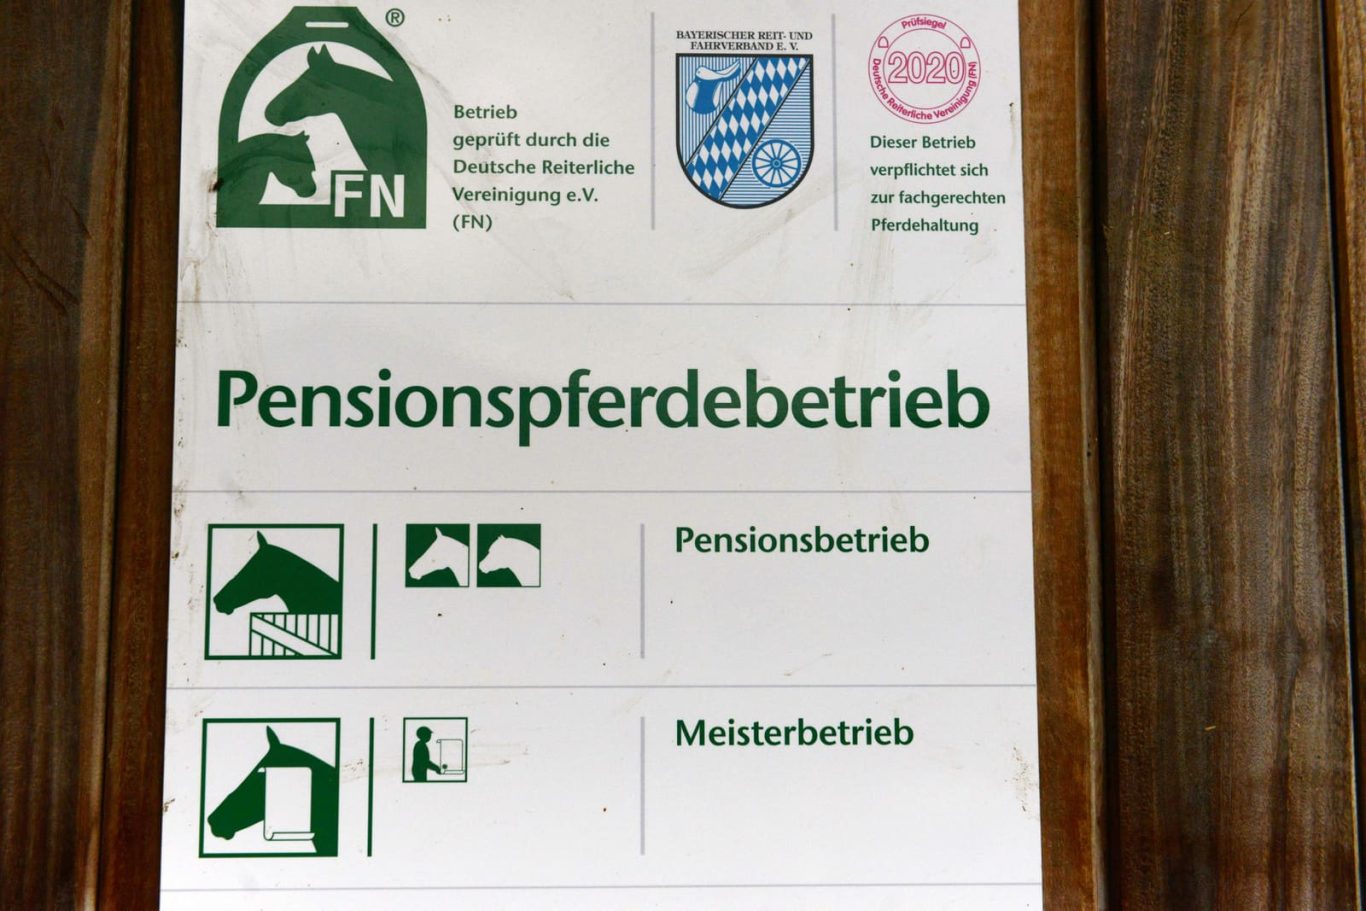 ®
FN
Betrieb
geprüft durch die
Deutsche Reiterliche
Vereinigung e.V.
(FN)
BAYERISCHER REIT- UND
FAHRVERBAND E. V.
Prüfsiegel
2020
Deutsche Reiterliche Vereinigung (FN)
Dieser Betrieb
verpflichtet sich
zur fachgerechten
Pferdehaltung
Pensionspferdebetrieb
Pensionsbetrieb
Meisterbetrieb